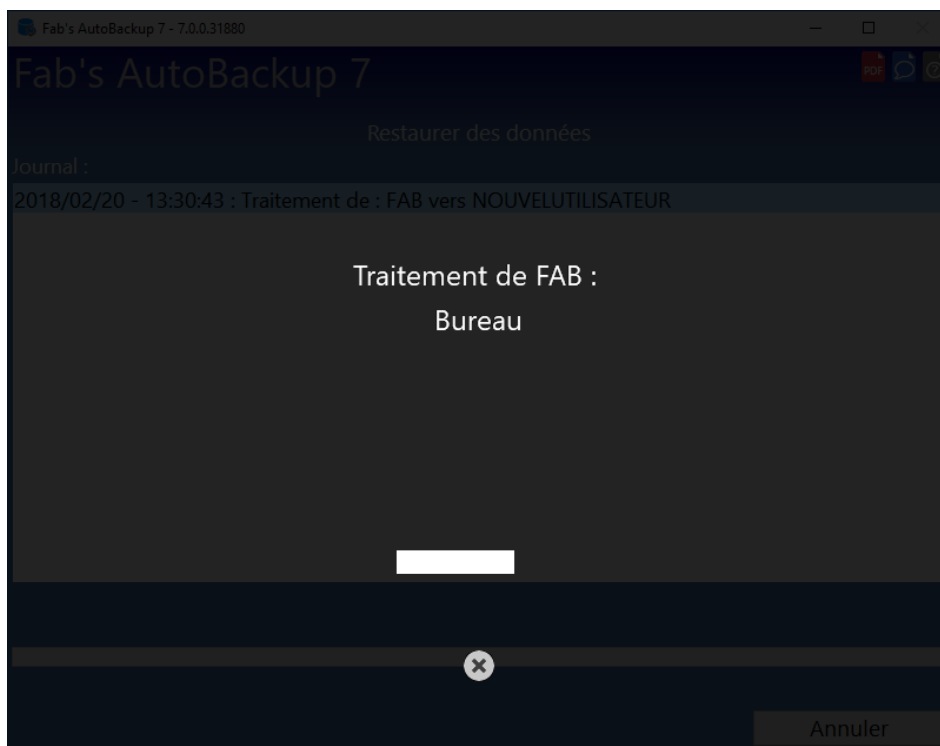 Fab's AutoBackup 7 - 7.0.0.31880
Fab's AutoBackup 7
PDF
?
Restaurer des données
Journal :
2018/02/20 - 13:30:43 : Traitement de : FAB vers NOUVELUTILISATEUR
Traitement de FAB :
Bureau
Annuler